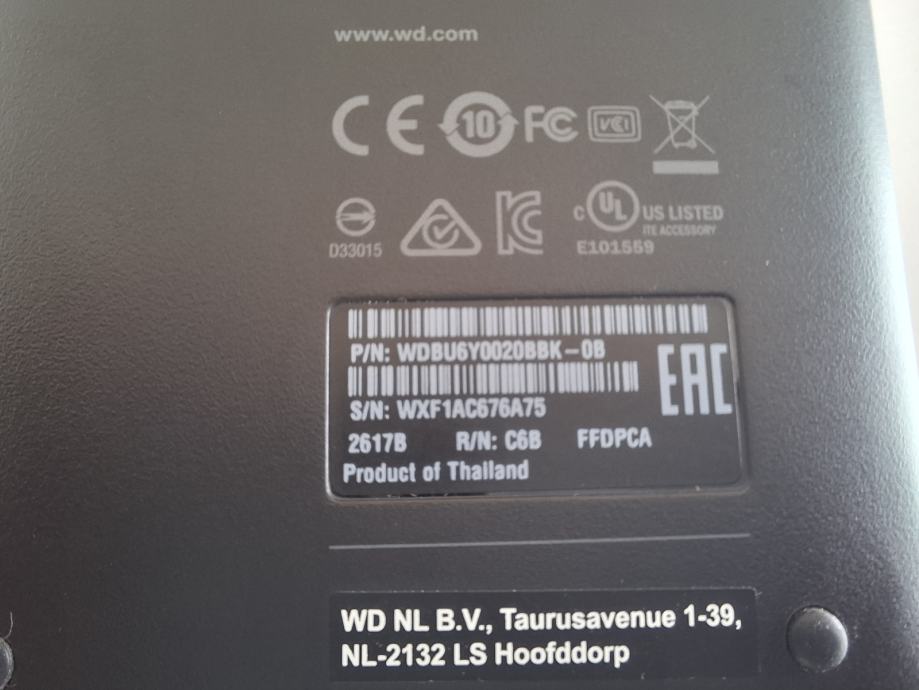 www.wd.com
CE 10 FC VCI
D33015
C UL US LISTED
ITE ACCESSORY
E101559
P/N: WDBU6Y0020BBK-0B
S/N: WXF1AC676A75
EAC
2617B R/N: C6B FFDPCA
Product of Thailand
WD NL B.V., Taurusavenue 1-39,
NL-2132 LS Hoofddorp